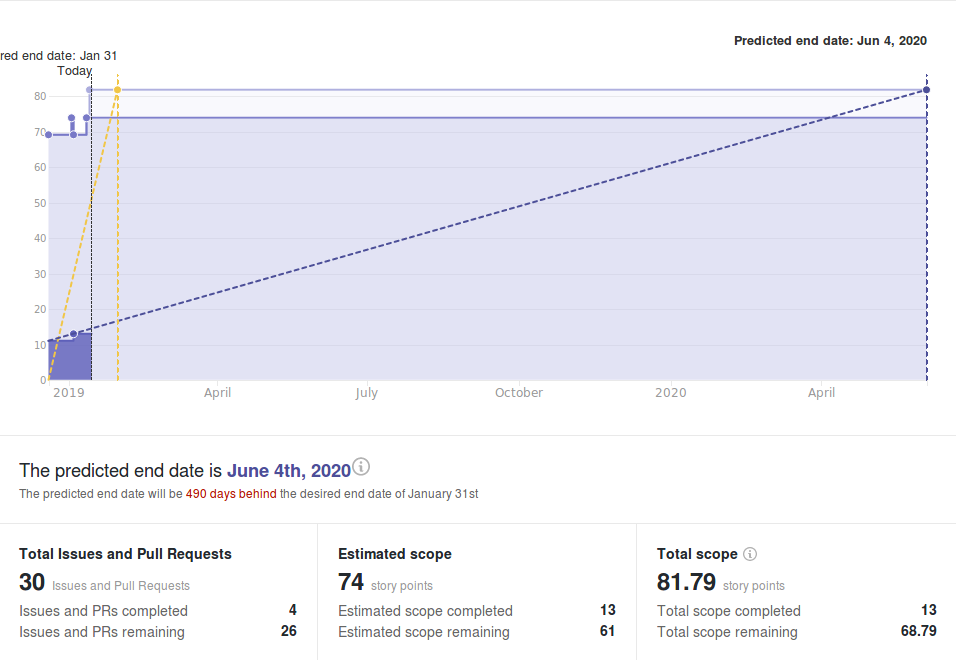 Predicted end date: Jun 4, 2020
red end date: Jan 31
Today
80
70
60
50
40
30
20
10
0
2019 April July October 2020 April
The predicted end date is June 4th, 2020
The predicted end date will be 490 days behind the desired end date of January 31st
Total Issues and Pull Requests
30 Issues and Pull Requests
Issues and PRs completed 4
Issues and PRs remaining 26
Estimated scope
74 story points
Estimated scope completed 13
Estimated scope remaining 61
Total scope
81.79 story points
Total scope completed 13
Total scope remaining 68.79